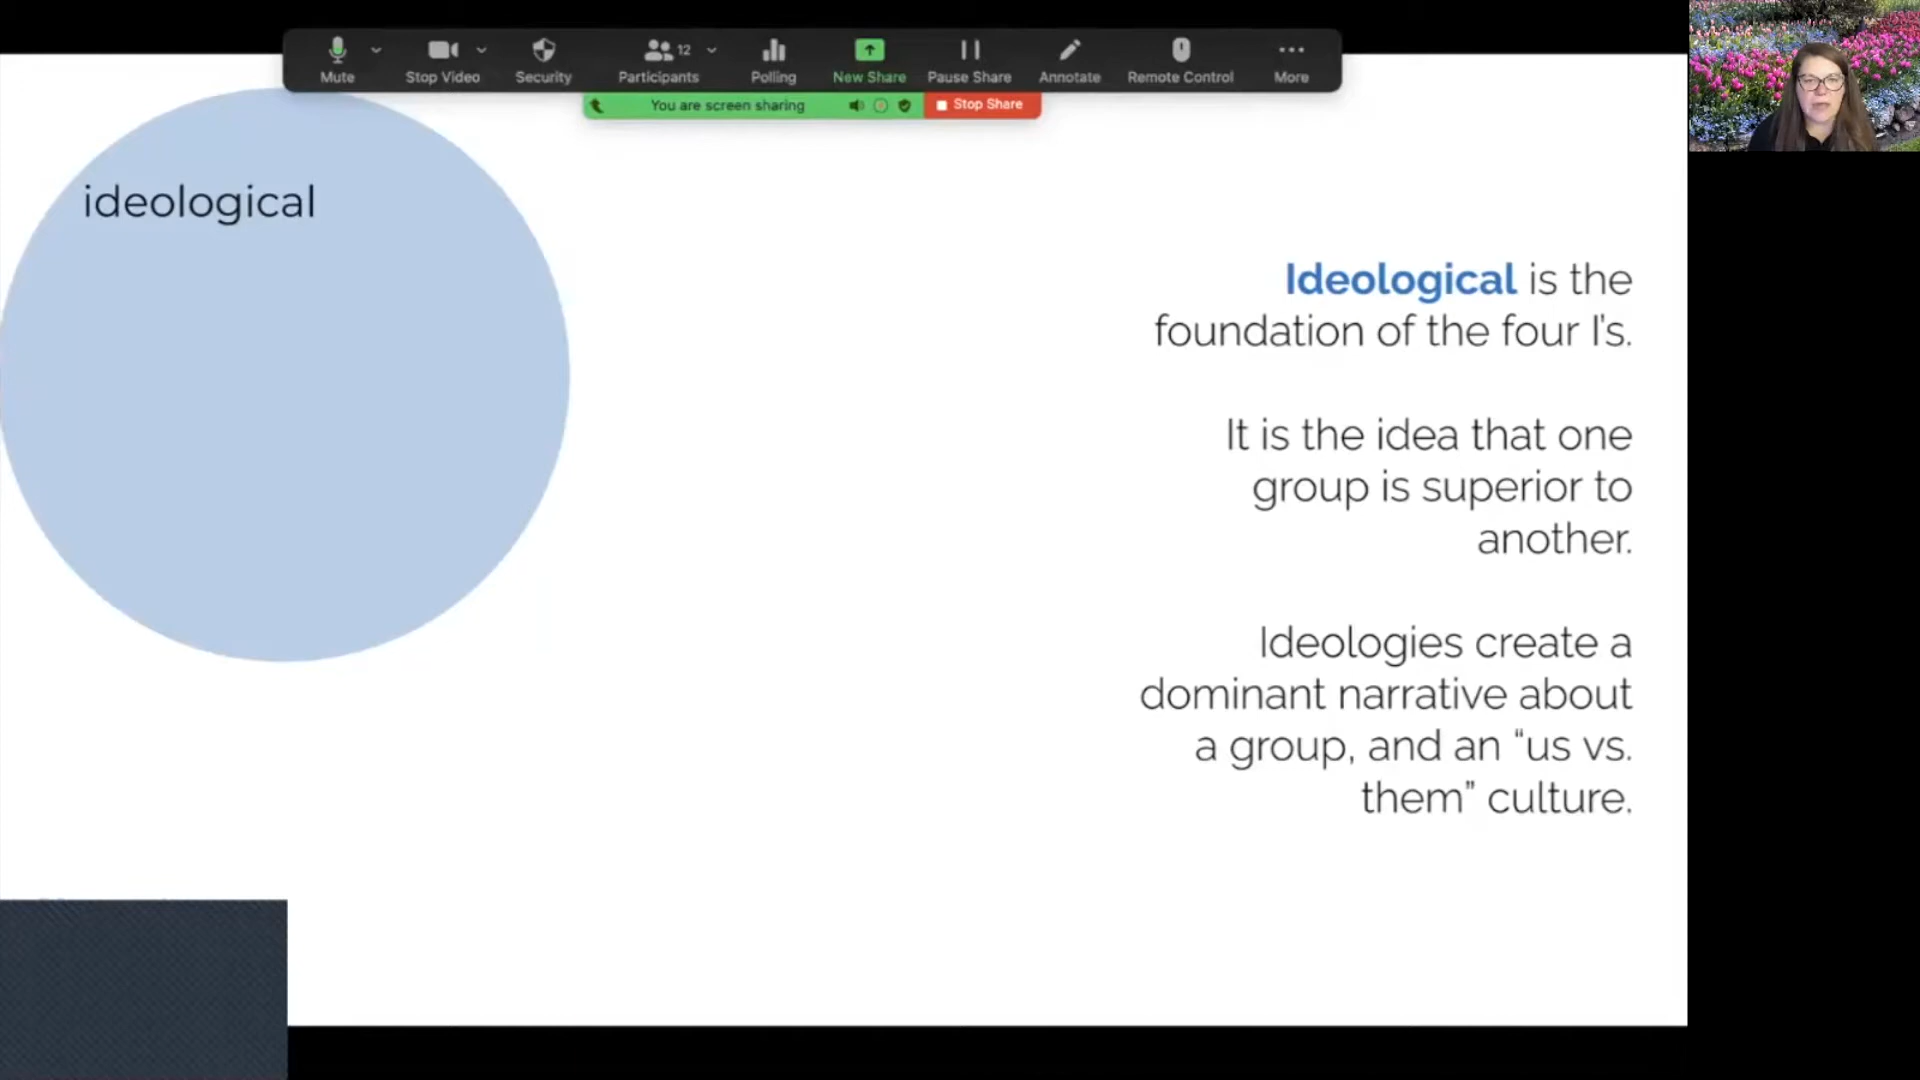 Mute
Stop Video
Security
12
Participants
Polling
New Share
Pause Share
Annotate
Remote Control
More
You are screen sharing
Stop Share
ideological
Ideological is the
foundation of the four I's.
It is the idea that one
group is superior to
another.
Ideologies create a
dominant narrative about
a group, and an “us vs.
them” culture.